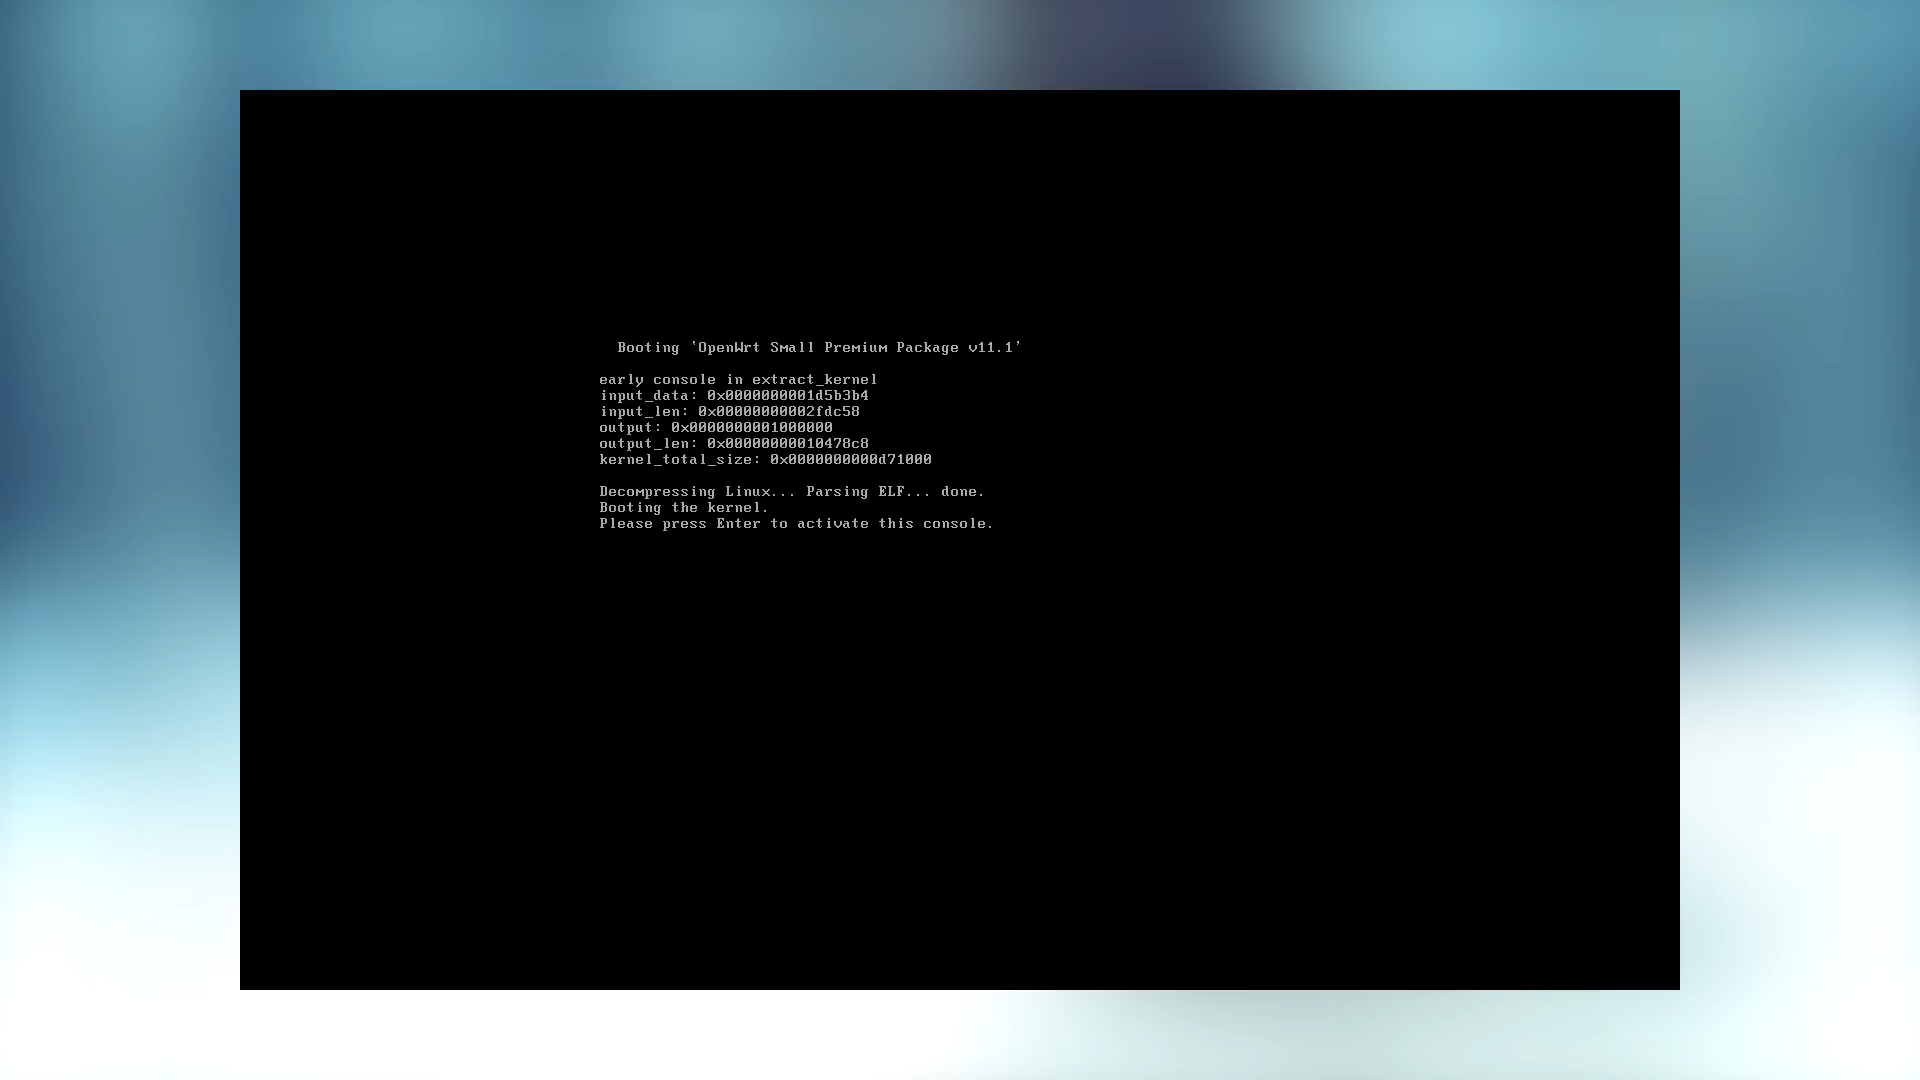 Booting `OpenWrt Small Premium Package v11.1'
early console in extract_kernel
input_data: 0x0000000001d5b3b4
input_len: 0x00000000002fdc58
output: 0x0000000001000000
output_len: 0x00000000010478c8
kernel_total_size: 0x0000000000d71000
Decompressing Linux... Parsing ELF... done.
Booting the kernel.
Please press Enter to activate this console.